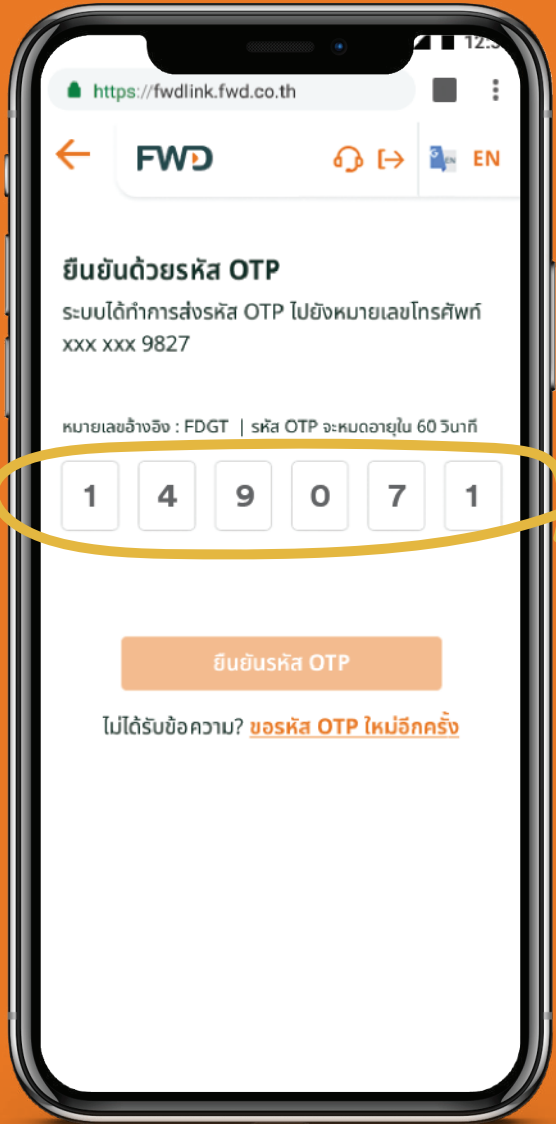 12:3
https://fwdlink.fwd.co.th
FWD
EN
ยืนยันด้วยรหัส OTP
ระบบได้ทำการส่งรหัส OTP ไปยังหมายเลขโทรศัพท์
xxx xxx 9827
หมายเลขอ้างอิง : FDGT | รหัส OTP จะหมดอายุใน 60 วินาที
1 4 9 0 7 1
ยืนยันรหัส OTP
ไม่ได้รับข้อความ? ขอรหัส OTP ใหม่อีกครั้ง